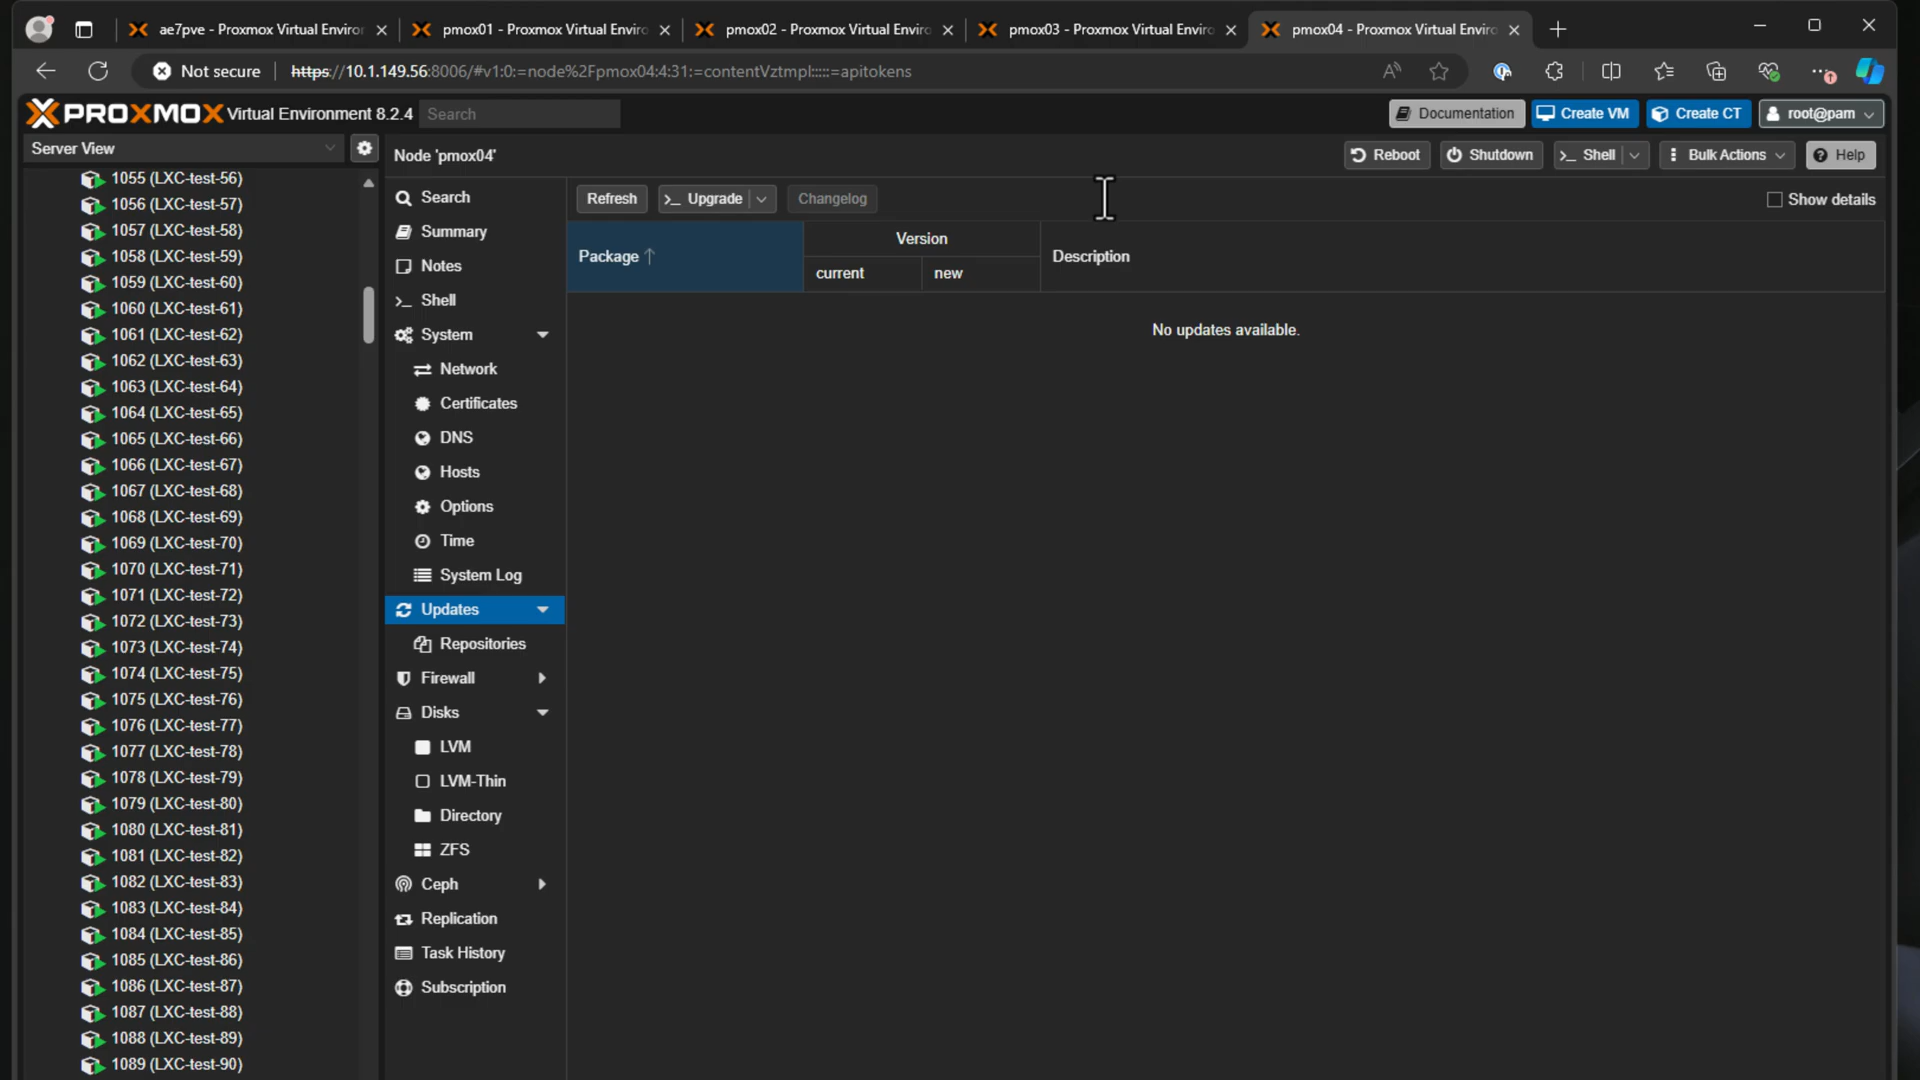 ae7pve - Proxmox Virtual Enviror
pmox01 - Proxmox Virtual Enviro
pmox02 - Proxmox Virtual Enviro
pmox03 - Proxmox Virtual Enviro
pmox04 - Proxmox Virtual Enviro
Not secure
https://10.1.149.56:8006/#v1:0:=node%2Fpmox04:4:31:=contentVztmpl:::::=apitokens
PROXMOX Virtual Environment 8.2.4
Search
Documentation
Create VM
Create CT
root@pam
Server View
Node 'pmox04'
Reboot
Shutdown
Shell
Bulk Actions
Help
1055 (LXC-test-56)
1056 (LXC-test-57)
1057 (LXC-test-58)
1058 (LXC-test-59)
1059 (LXC-test-60)
1060 (LXC-test-61)
1061 (LXC-test-62)
1062 (LXC-test-63)
1063 (LXC-test-64)
1064 (LXC-test-65)
1065 (LXC-test-66)
1066 (LXC-test-67)
1067 (LXC-test-68)
1068 (LXC-test-69)
1069 (LXC-test-70)
1070 (LXC-test-71)
1071 (LXC-test-72)
1072 (LXC-test-73)
1073 (LXC-test-74)
1074 (LXC-test-75)
1075 (LXC-test-76)
1076 (LXC-test-77)
1077 (LXC-test-78)
1078 (LXC-test-79)
1079 (LXC-test-80)
1080 (LXC-test-81)
1081 (LXC-test-82)
1082 (LXC-test-83)
1083 (LXC-test-84)
1084 (LXC-test-85)
1085 (LXC-test-86)
1086 (LXC-test-87)
1087 (LXC-test-88)
1088 (LXC-test-89)
1089 (LXC-test-90)
Search
Summary
Notes
Shell
System
Network
Certificates
DNS
Hosts
Options
Time
System Log
Updates
Repositories
Firewall
Disks
LVM
LVM-Thin
Directory
ZFS
Ceph
Replication
Task History
Subscription
Refresh
Upgrade
Changelog
Show details
Package
Version
current
new
Description
No updates available.